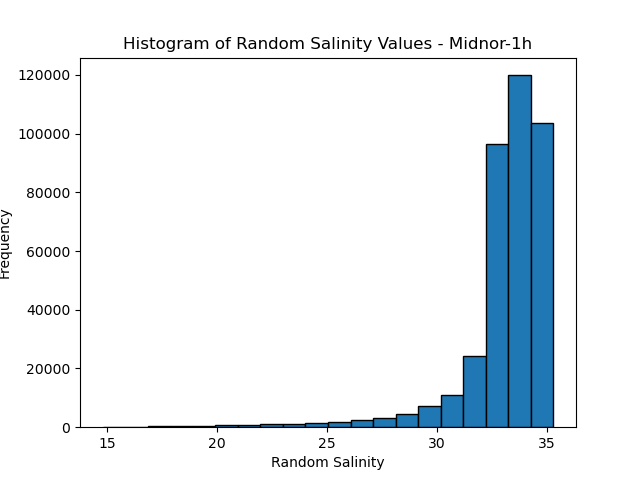 Histogram of Random Salinity Values - Midnor-1h
120000
100000
80000
60000
40000
20000
0
Frequency
15 20 25 30 35
Random Salinity